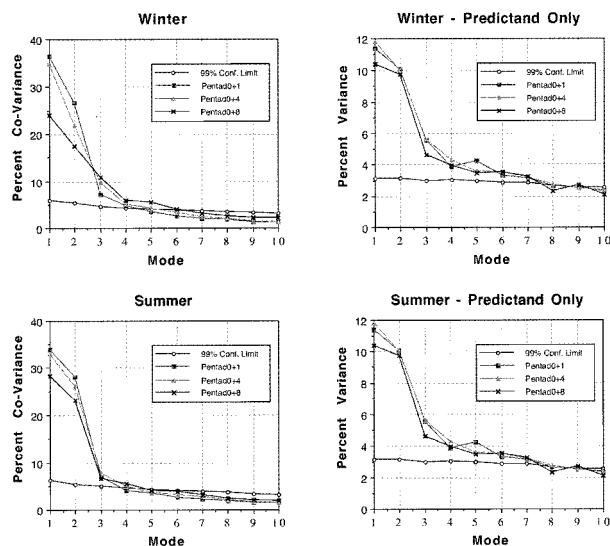 Winter
Percent Co-Variance
40
30
20
10
0
99% Conf. Limit
Pentad0+1
Pentad0+4
Pentad0+8
1 2 3 4 5 6 7 8 9 10
Mode
Winter - Predictand Only
Percent Variance
12
10
8
6
4
2
0
99% Conf. Limit
Pentad0+1
Pentad0+4
Pentad0+8
1 2 3 4 5 6 7 8 9 10
Mode
Summer
Percent Co-Variance
40
30
20
10
0
99% Conf. Limit
Pentad0+1
Pentad0+4
Pentad0+8
1 2 3 4 5 6 7 8 9 10
Mode
Summer - Predictand Only
Percent Variance
12
10
8
6
4
2
0
99% Conf. Limit
Pentad0+1
Pentad0+4
Pentad0+8
1 2 3 4 5 6 7 8 9 10
Mode